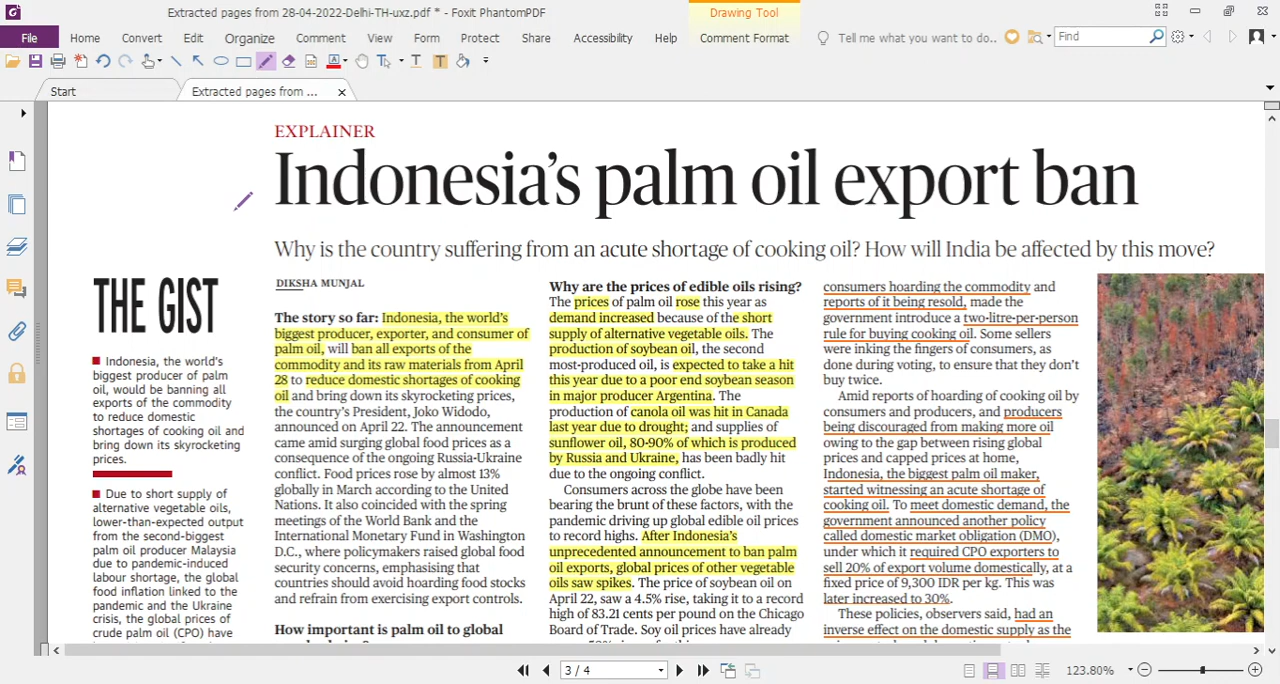 Extracted pages from 28-04-2022-Delhi-TH-uxz.pdf * - Foxit PhantomPDF
Drawing Tool
File
Home
Convert
Edit
Organize
Comment
View
Form
Protect
Share
Accessibility
Help
Comment Format
Tell me what you want to do..
Find
Start
Extracted pages from ...
EXPLAINER
Indonesia's palm oil export ban
Why is the country suffering from an acute shortage of cooking oil? How will India be affected by this move?
THE GIST
Indonesia, the world's
biggest producer of palm
oil, would be banning all
exports of the commodity
to reduce domestic
shortages of cooking oil and
bring down its skyrocketing
prices.
Due to short supply of
alternative vegetable oils,
lower-than-expected output
from the second-biggest
palm oil producer Malaysia
due to pandemic-induced
labour shortage, the global
food inflation linked to the
pandemic and the Ukraine
crisis, the global prices of
crude palm oil (CPO) have
DIKSHA MUNJAL
The story so far: Indonesia, the world's
biggest producer, exporter, and consumer of
palm oil, will ban all exports of the
commodity and its raw materials from April
28 to reduce domestic shortages of cooking
oil and bring down its skyrocketing prices,
the country's President, Joko Widodo,
announced on April 22. The announcement
came amid surging global food prices as a
consequence of the ongoing Russia-Ukraine
conflict. Food prices rose by almost 13%
globally in March according to the United
Nations. It also coincided with the spring
meetings of the World Bank and the
International Monetary Fund in Washington
D.C., where policymakers raised global food
security concerns, emphasising that
countries should avoid hoarding food stocks
and refrain from exercising export controls.
How important is palm oil to global
Why are the prices of edible oils rising?
The prices of palm oil rose this year as
demand increased because of the short
supply of alternative vegetable oils. The
production of soybean oil, the second
most-produced oil, is expected to take a hit
this year due to a poor end soybean season
in major producer Argentina. The
production of canola oil was hit in Canada
last year due to drought; and supplies of
sunflower oil, 80-90% of which is produced
by Russia and Ukraine, has been badly hit
due to the ongoing conflict.
Consumers across the globe have been
bearing the brunt of these factors, with the
pandemic driving up global edible oil prices
to record highs. After Indonesia's
unprecedented announcement to ban palm
oil exports, global prices of other vegetable
oils saw spikes. The price of soybean oil on
April 22, saw a 4.5% rise, taking it to a record
high of 83.21 cents per pound on the Chicago
Board of Trade. Soy oil prices have already
consumers hoarding the commodity and
reports of it being resold, made the
government introduce a two-litre-per-person
rule for buying cooking oil. Some sellers
were inking the fingers of consumers, as
done during voting, to ensure that they don't
buy twice.
Amid reports of hoarding of cooking oil by
consumers and producers, and producers
being discouraged from making more oil
owing to the gap between rising global
prices and capped prices at home,
Indonesia, the biggest palm oil maker,
started witnessing an acute shortage of
cooking oil. To meet domestic demand, the
government announced another policy
called domestic market obligation (DMO),
under which it required CPO exporters to
sell 20% of export volume domestically, at a
fixed price of 9,300 IDR per kg. This was
later increased to 30%.
These policies, observers said, had an
inverse effect on the domestic supply as the
3 / 4
123.80%